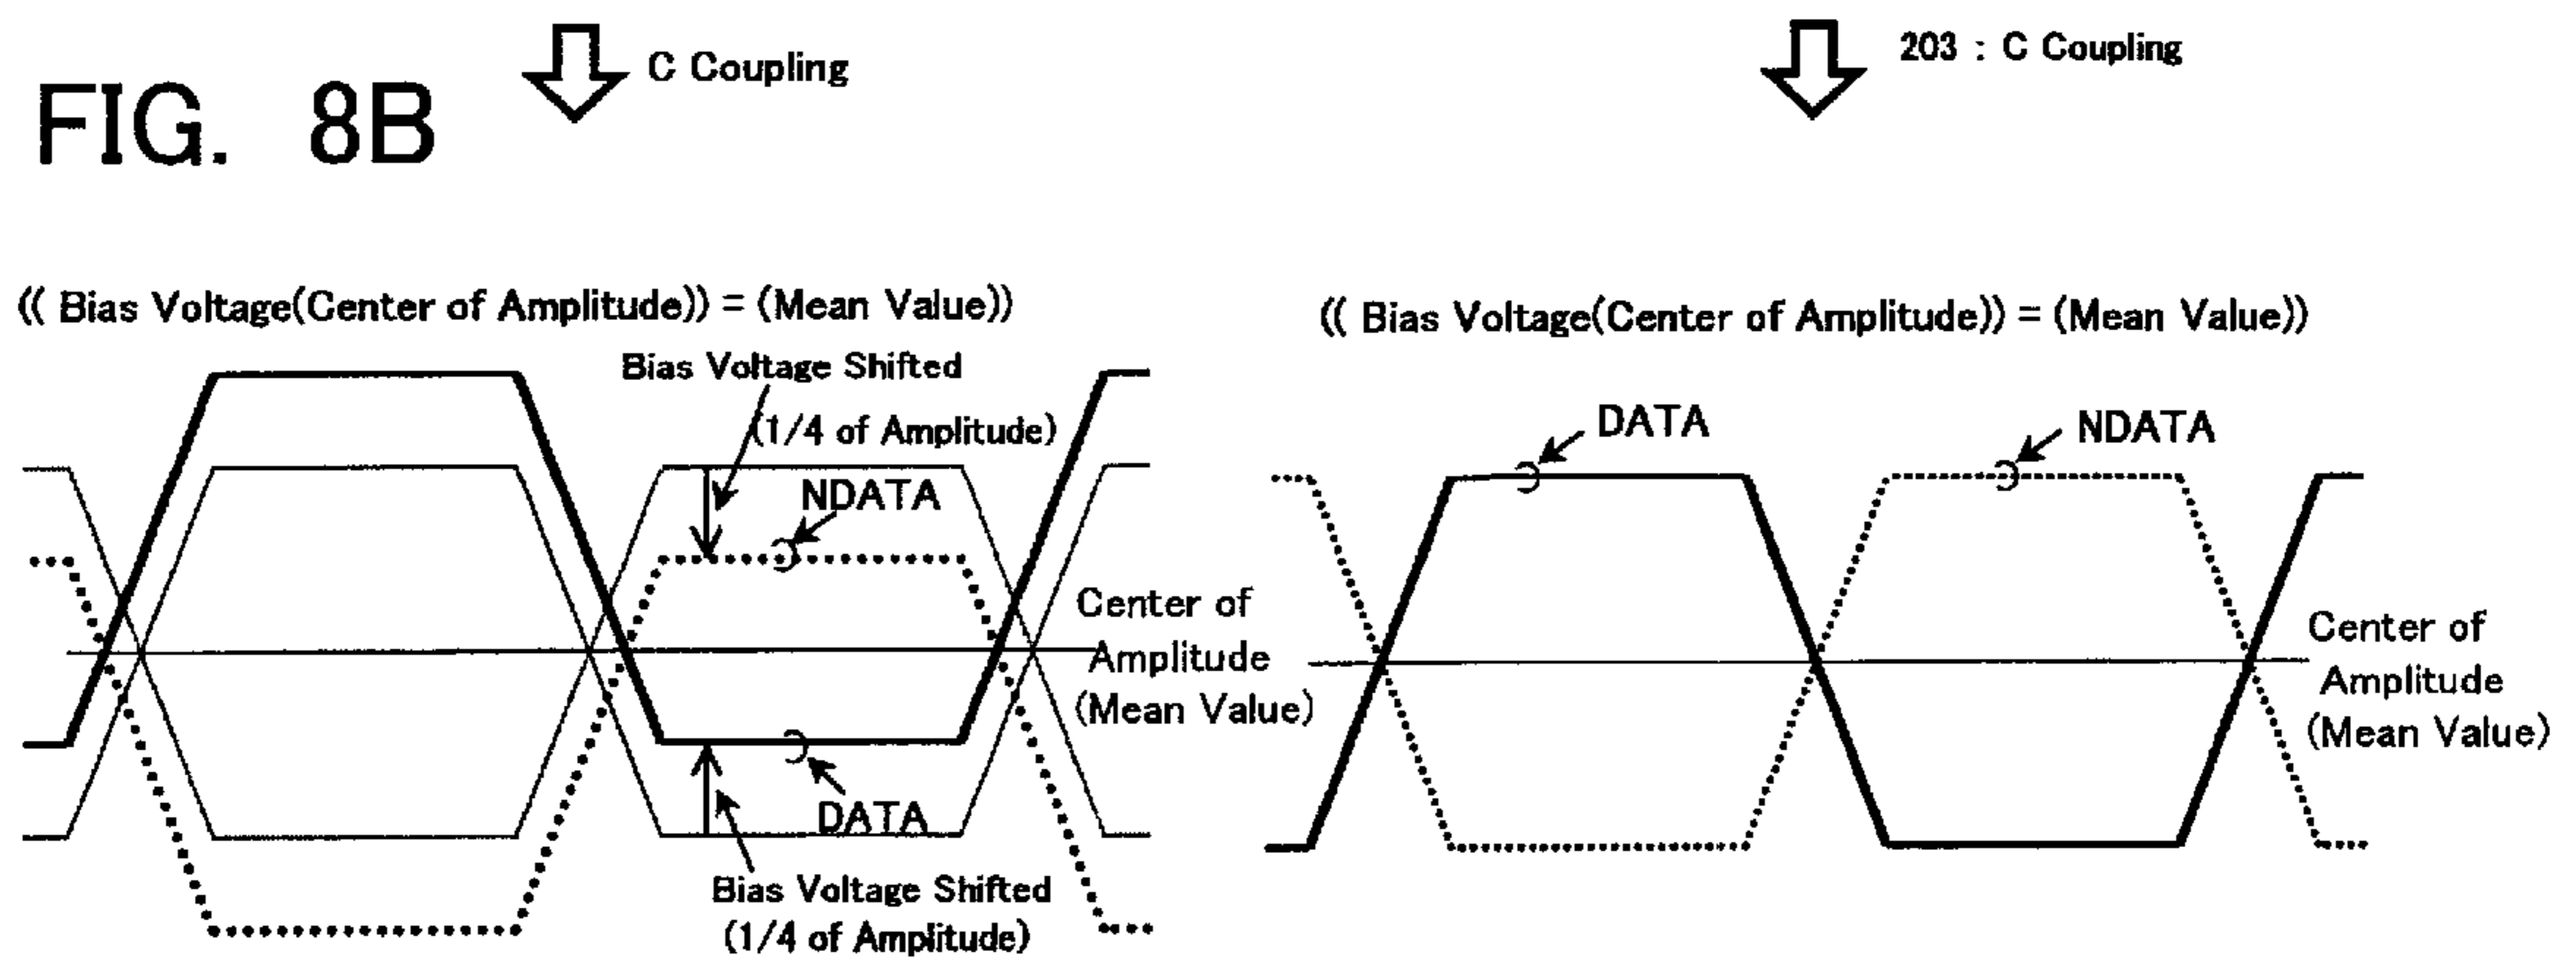 FIG. 8B
C Coupling
203 : C Coupling
(( Bias Voltage(Center of Amplitude)) = (Mean Value))
Bias Voltage Shifted
(1/4 of Amplitude)
NDATA
Center of
Amplitude
(Mean Value)
DATA
Bias Voltage Shifted
(1/4 of Amplitude)
(( Bias Voltage(Center of Amplitude)) = (Mean Value))
DATA
NDATA
Center of
Amplitude
(Mean Value)